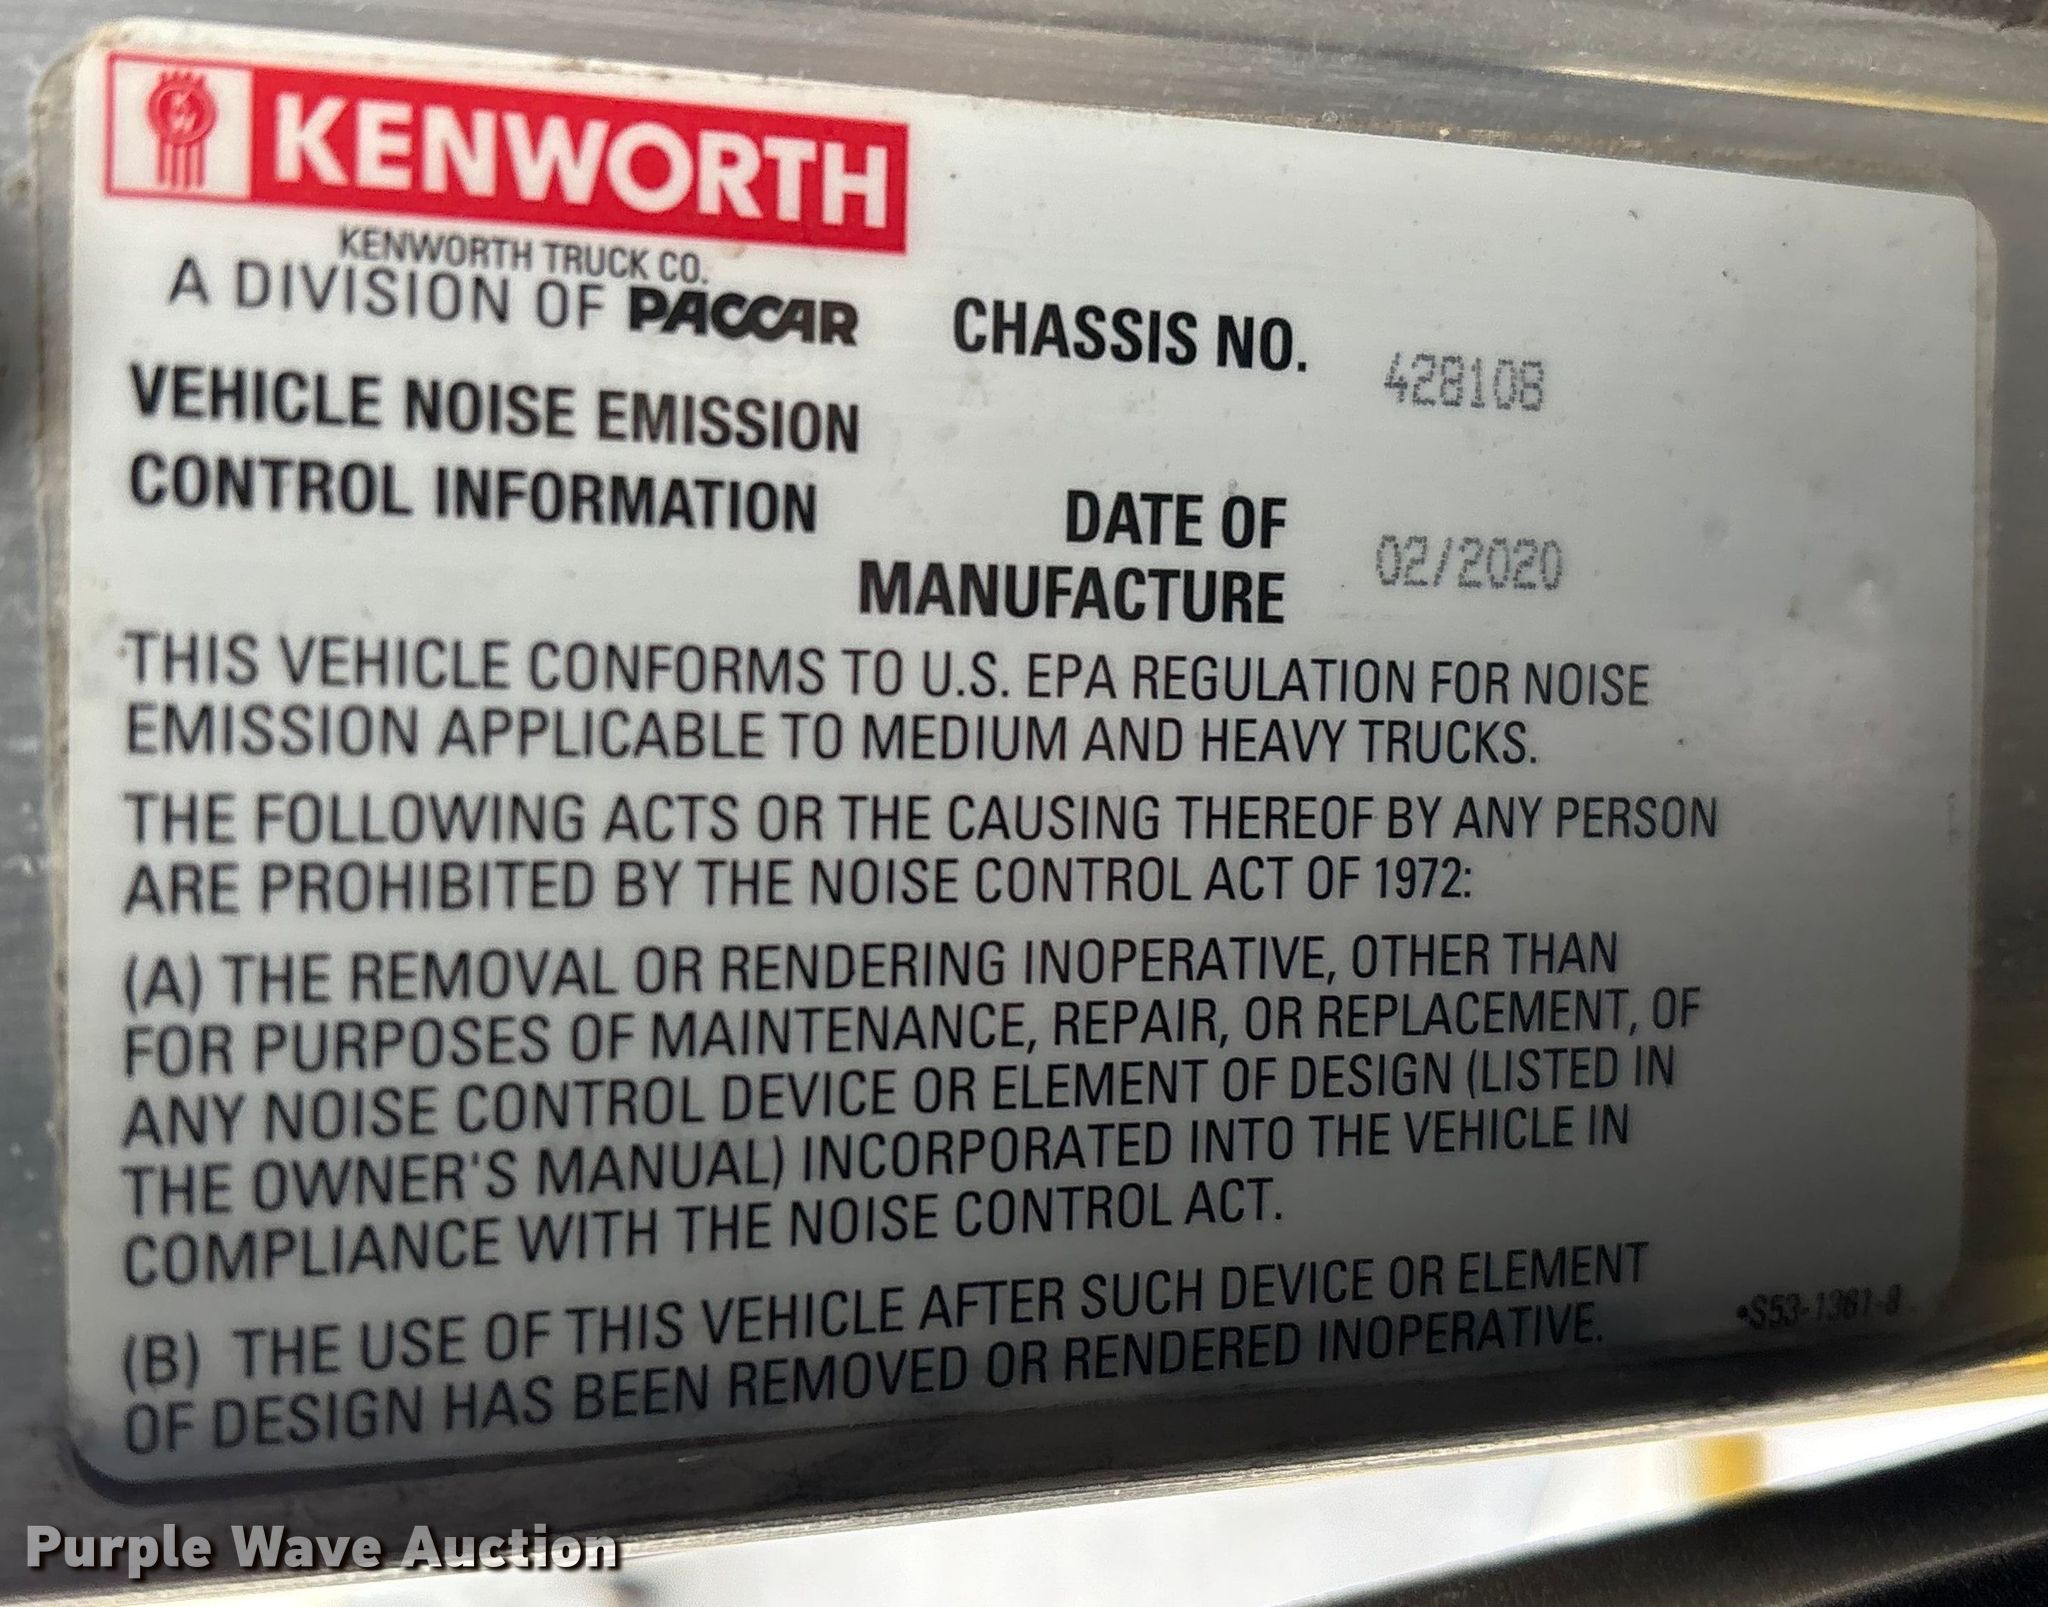 KENWORTH
KENWORTH TRUCK CO.
A DIVISION OF PACCAR
CHASSIS NO. 428108
VEHICLE NOISE EMISSION
CONTROL INFORMATION
DATE OF
MANUFACTURE 02/2020
THIS VEHICLE CONFORMS TO U.S. EPA REGULATION FOR NOISE
EMISSION APPLICABLE TO MEDIUM AND HEAVY TRUCKS.
THE FOLLOWING ACTS OR THE CAUSING THEREOF BY ANY PERSON
ARE PROHIBITED BY THE NOISE CONTROL ACT OF 1972:
(A) THE REMOVAL OR RENDERING INOPERATIVE, OTHER THAN
FOR PURPOSES OF MAINTENANCE, REPAIR, OR REPLACEMENT, OF
ANY NOISE CONTROL DEVICE OR ELEMENT OF DESIGN (LISTED IN
THE OWNER'S MANUAL) INCORPORATED INTO THE VEHICLE IN
COMPLIANCE WITH THE NOISE CONTROL ACT.
(B) THE USE OF THIS VEHICLE AFTER SUCH DEVICE OR ELEMENT
OF DESIGN HAS BEEN REMOVED OR RENDERED INOPERATIVE.
Purple Wave Auction